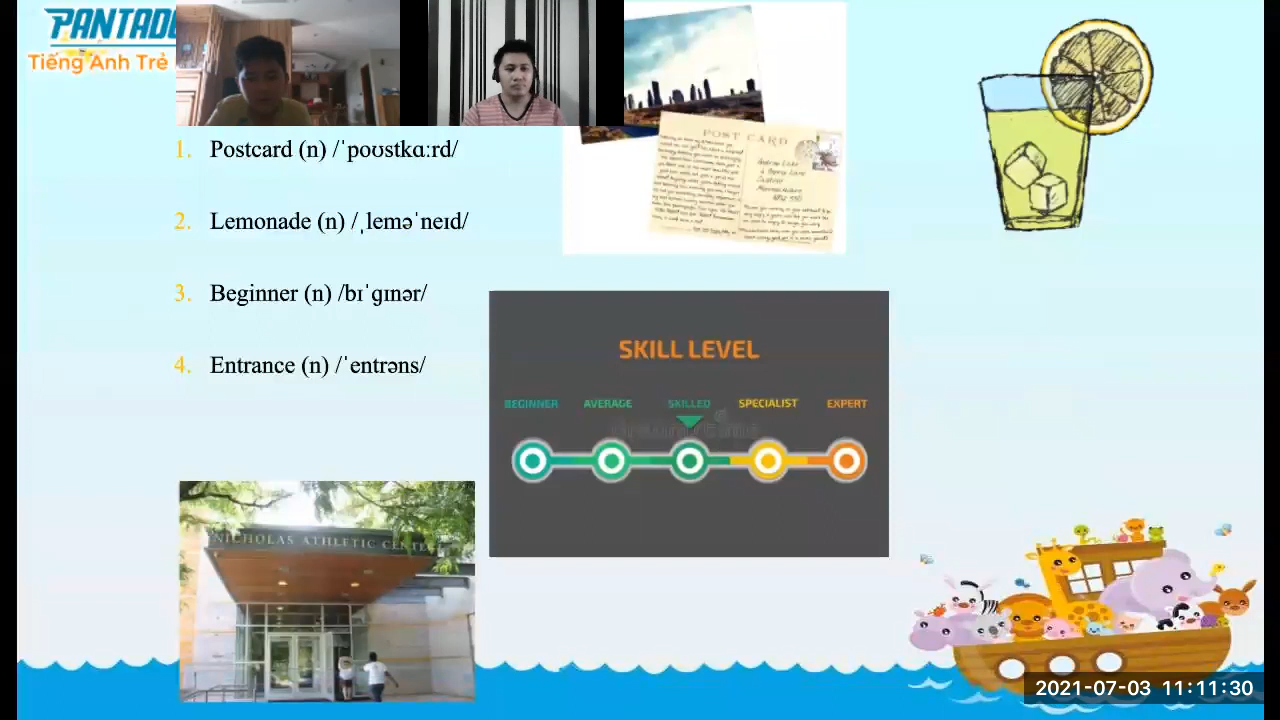 PANTADO
Tiếng Anh Trẻ
1. Postcard (n) /ˈpoʊstkɑːrd/
2. Lemonade (n) /ˌleməˈneɪd/
3. Beginner (n) /bɪˈɡɪnər/
4. Entrance (n) /ˈentrəns/
POST CARD
SKILL LEVEL
BEGINNER AVERAGE SKILLED SPECIALIST EXPERT
NICHOLAS ATHLETIC CENTE
2021-07-03 11:11:30